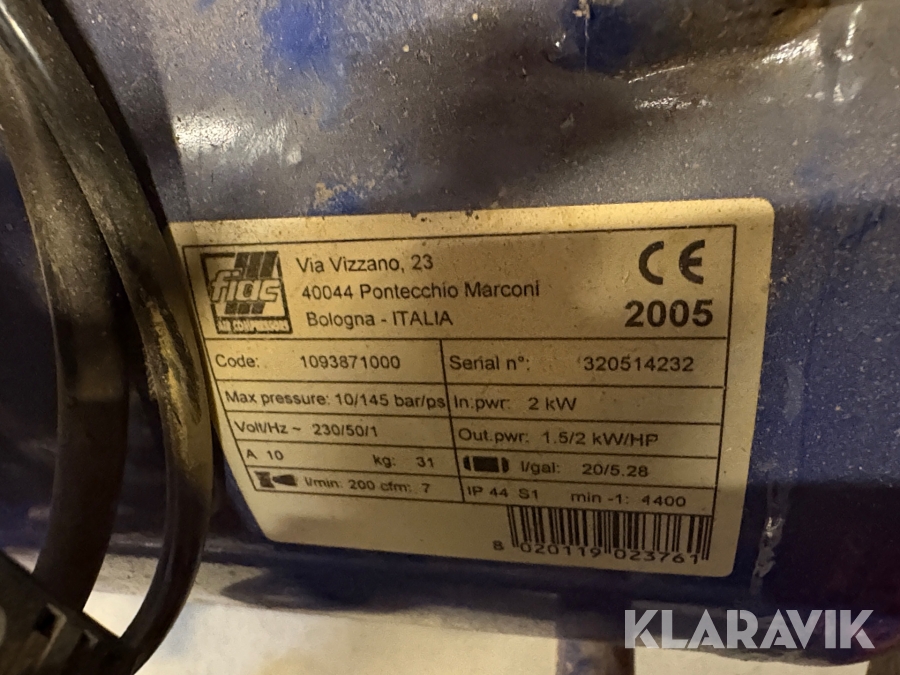 fiac
AIR COMPRESSORS
Via Vizzano, 23
40044 Pontecchio Marconi
Bologna - ITALIA
CE
2005
Code: 1093871000
Serial n°: 320514232
Max pressure: 10/145 bar/ps
In.pwr: 2 kW
Volt/Hz ~ 230/50/1
Out.pwr: 1.5/2 kW/HP
A 10 kg: 31
l/gal: 20/5.28
l/min: 200 cfm: 7
IP 44 S1 min -1: 4400
8 020119 023761
KLARAVIK